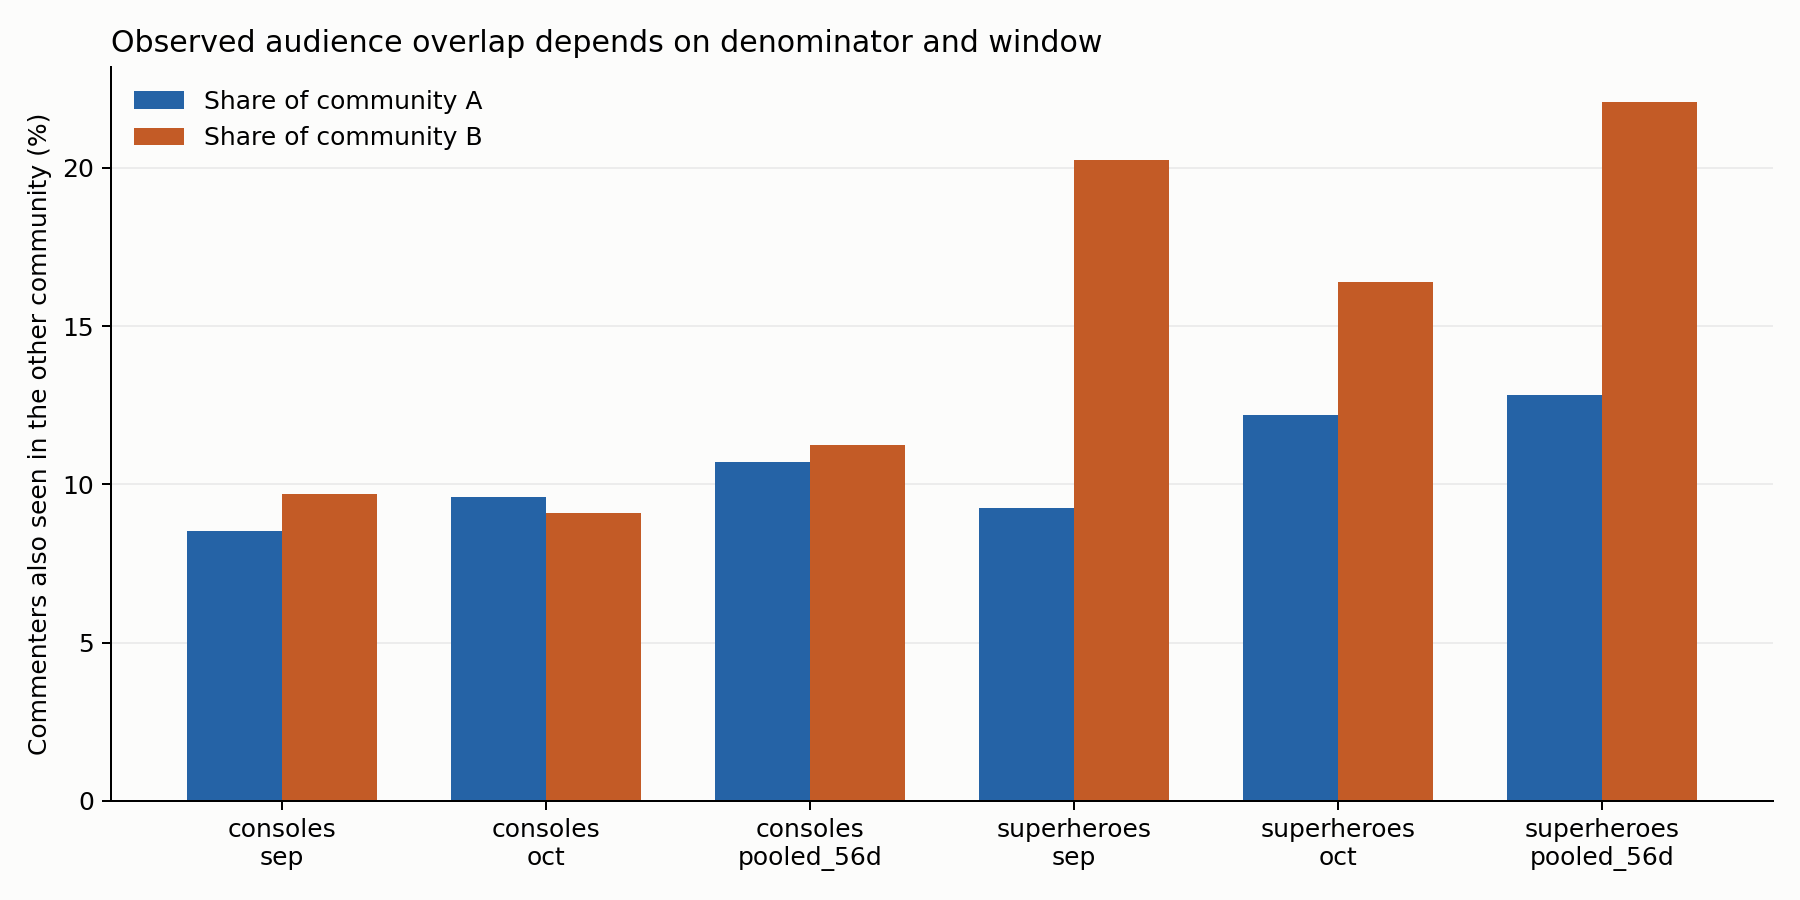 Observed audience overlap depends on denominator and window
Share of community A
Share of community B
Commenters also seen in the other community (%)
20
15
10
5
0
consoles
sep
consoles
oct
consoles
pooled_56d
superheroes
sep
superheroes
oct
superheroes
pooled_56d